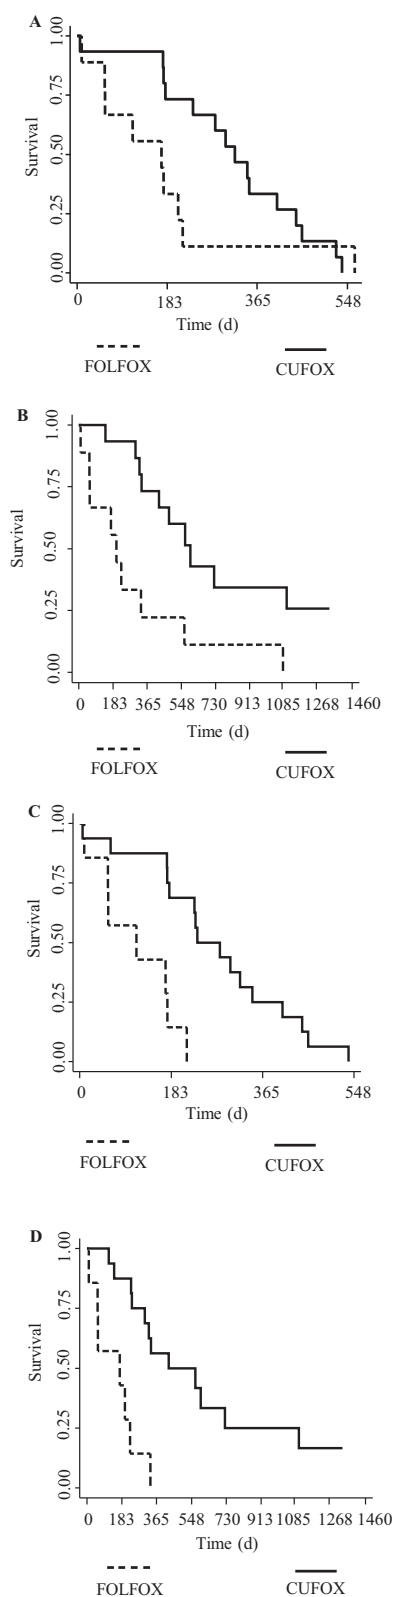 A
1.00
0.75
0.50
0.25
0.00
Survival
0 183 365 548
Time (d)
FOLFOX CUFOX
B
1.00
0.75
0.50
0.25
0.00
Survival
0 183 365 548 730 913 1085 1268 1460
Time (d)
FOLFOX CUFOX
C
1.00
0.75
0.50
0.25
0.00
Survival
0 183 365 548
Time (d)
FOLFOX CUFOX
D
1.00
0.75
0.50
0.25
0.00
Survival
0 183 365 548 730 913 1085 1268 1460
Time (d)
FOLFOX CUFOX